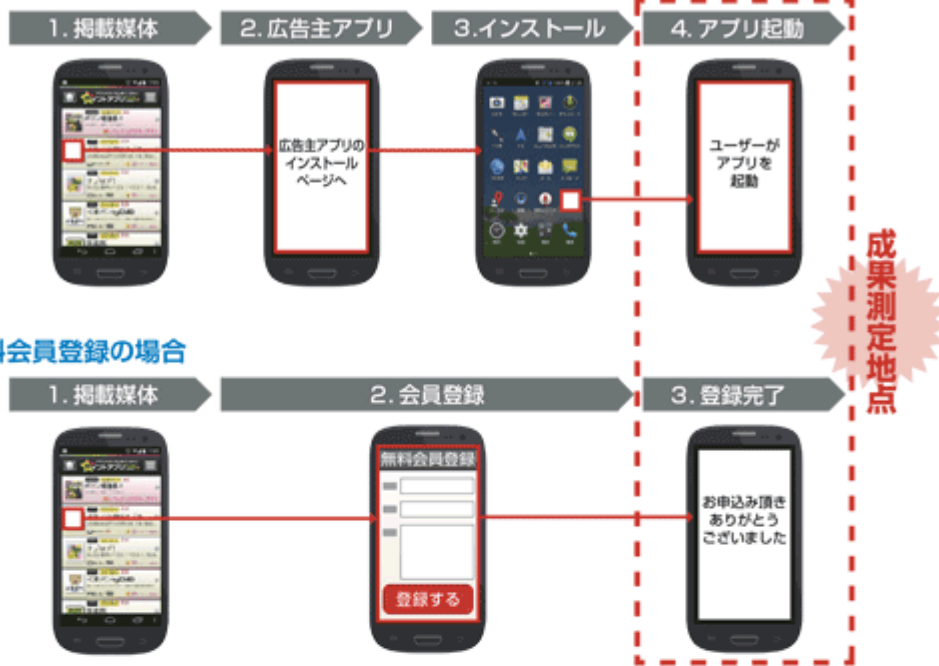 1. 掲載媒体
2. 広告主アプリ
3.インストール
4. アプリ起動
広告主アプリの
インストール
ページへ
ユーザーが
アプリを
起動
成果測定地点
料会員登録の場合
1. 掲載媒体
2. 会員登録
3. 登録完了
無料会員登録
登録する
お申込み頂き
ありがとう
ございました